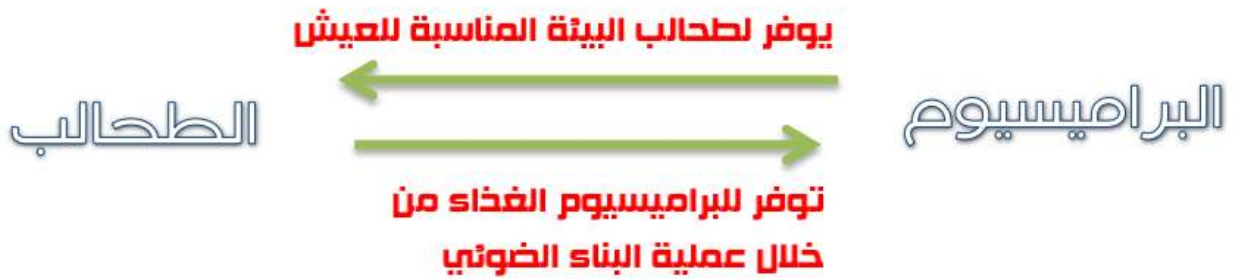 يوفر لطحالب البيئة المناسبة للعيش
البراميسيوم
الطحالب
توفر للبراميسيوم الغذاء من
خلال عملية البناء الضوئي